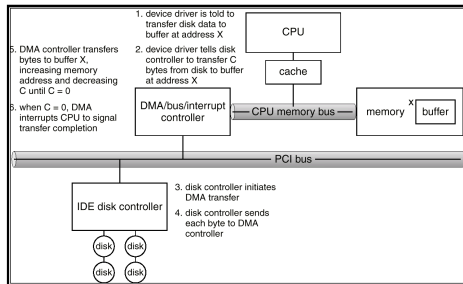 1. device driver is told to
transfer disk data to
buffer at address X
2. device driver tells disk
controller to transfer C
bytes from disk to buffer
at address X
5. DMA controller transfers
bytes to buffer X,
increasing memory
address and decreasing
C until C = 0
6. when C = 0, DMA
interrupts CPU to signal
transfer completion
CPU
cache
DMA/bus/interrupt
controller
CPU memory bus
memory
X
buffer
PCI bus
IDE disk controller
3. disk controller initiates
DMA transfer
4. disk controller sends
each byte to DMA
controller
disk
disk
disk
disk